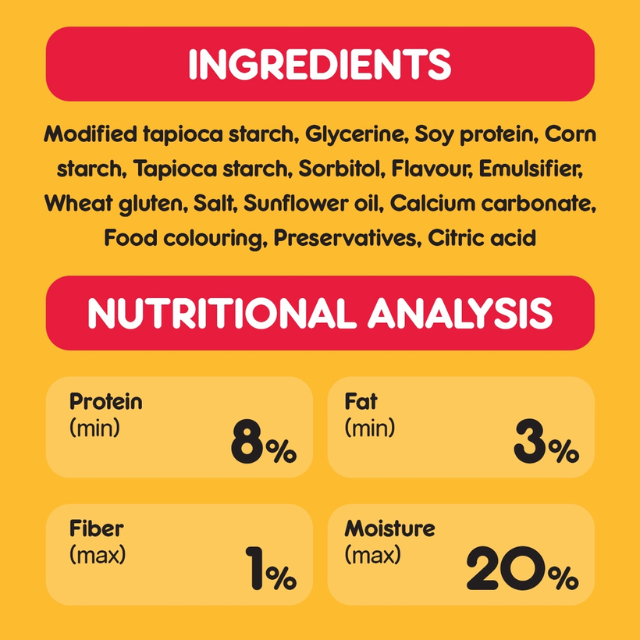 INGREDIENTS
Modified tapioca starch, Glycerine, Soy protein, Corn
starch, Tapioca starch, Sorbitol, Flavour, Emulsifier,
Wheat gluten, Salt, Sunflower oil, Calcium carbonate,
Food colouring, Preservatives, Citric acid
NUTRITIONAL ANALYSIS
Protein
(min)
8%
Fat
(min)
3%
Fiber
(max)
1%
Moisture
(max)
20%